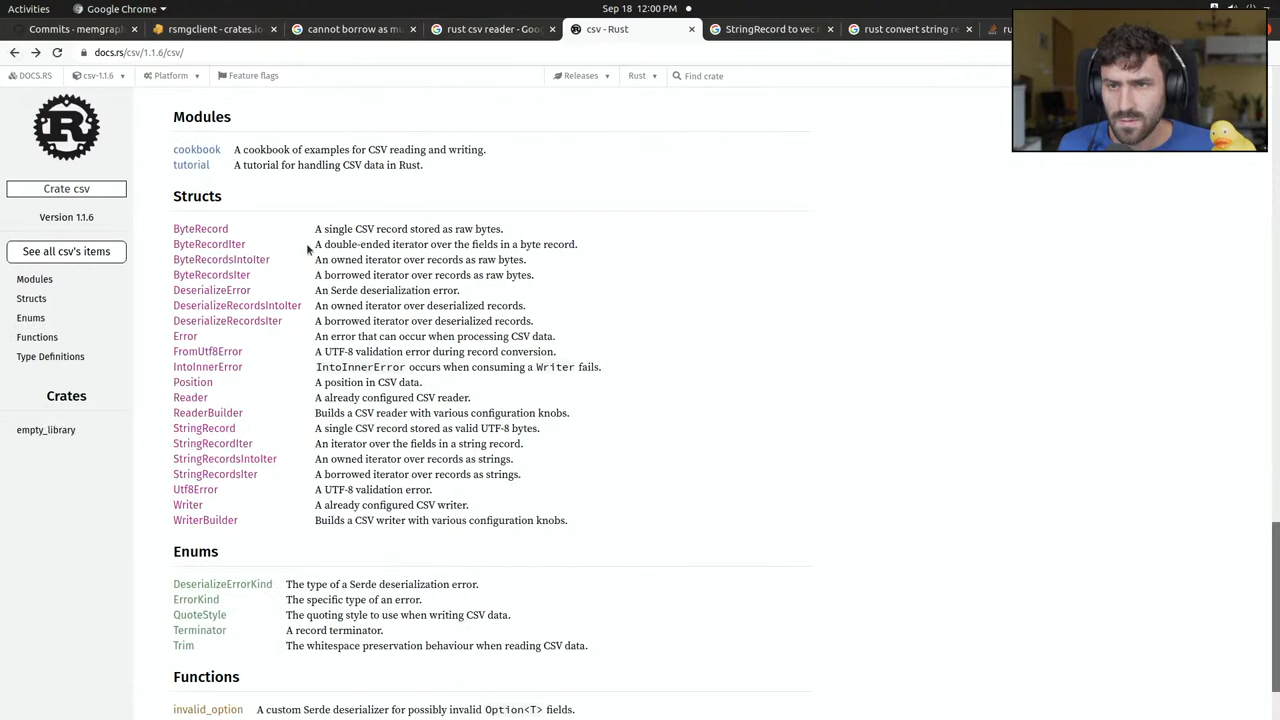 Activities
Google Chrome
Sep 18 12:00 PM
Commits · memgraph
rsmgclient - crates.io
cannot borrow as mu
rust csv reader - Goog
csv - Rust
StringRecord to vec r
rust convert string re
ru
docs.rs/csv/1.1.6/csv/
DOCS.RS
csv-1.1.6
Platform
Feature flags
Releases
Rust
Find crate
Crate csv
Version 1.1.6
See all csv's items
Modules
Structs
Enums
Functions
Type Definitions
Crates
empty_library
Modules
cookbook A cookbook of examples for CSV reading and writing.
tutorial A tutorial for handling CSV data in Rust.
Structs
ByteRecord A single CSV record stored as raw bytes.
ByteRecordIter A double-ended iterator over the fields in a byte record.
ByteRecordsIntoIter An owned iterator over records as raw bytes.
ByteRecordsIter A borrowed iterator over records as raw bytes.
DeserializeError An Serde deserialization error.
DeserializeRecordsIntoIter An owned iterator over deserialized records.
DeserializeRecordsIter A borrowed iterator over deserialized records.
Error An error that can occur when processing CSV data.
FromUtf8Error A UTF-8 validation error during record conversion.
IntoInnerError IntoInnerError occurs when consuming a Writer fails.
Position A position in CSV data.
Reader A already configured CSV reader.
ReaderBuilder Builds a CSV reader with various configuration knobs.
StringRecord A single CSV record stored as valid UTF-8 bytes.
StringRecordIter An iterator over the fields in a string record.
StringRecordsIntoIter An owned iterator over records as strings.
StringRecordsIter A borrowed iterator over records as strings.
Utf8Error A UTF-8 validation error.
Writer A already configured CSV writer.
WriterBuilder Builds a CSV writer with various configuration knobs.
Enums
DeserializeErrorKind The type of a Serde deserialization error.
ErrorKind The specific type of an error.
QuoteStyle The quoting style to use when writing CSV data.
Terminator A record terminator.
Trim The whitespace preservation behaviour when reading CSV data.
Functions
invalid_option A custom Serde deserializer for possibly invalid Option<T> fields.